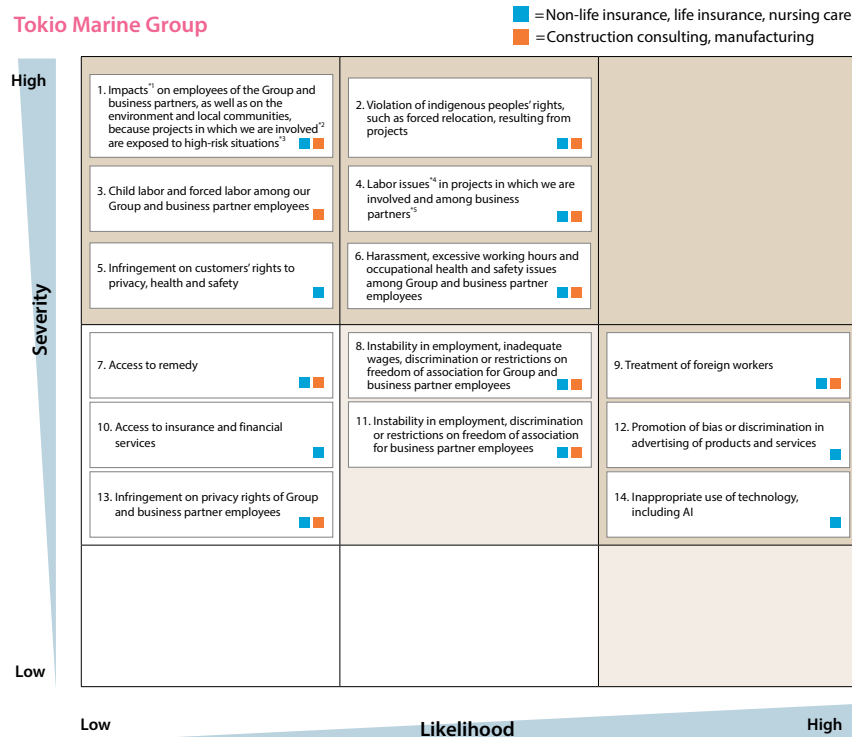 Tokio Marine Group
=Non-life insurance, life insurance, nursing care
=Construction consulting, manufacturing
High
Severity
Low
1. Impacts*1 on employees of the Group and
business partners, as well as on the
environment and local communities,
because projects in which we are involved*2
are exposed to high-risk situations*3
2. Violation of indigenous peoples' rights,
such as forced relocation, resulting from
projects
3. Child labor and forced labor among our
Group and business partner employees
4. Labor issues*4 in projects in which we are
involved and among business
partners*5
5. Infringement on customers' rights to
privacy, health and safety
6. Harassment, excessive working hours and
occupational health and safety issues
among Group and business partner
employees
7. Access to remedy
8. Instability in employment, inadequate
wages, discrimination or restrictions on
freedom of association for Group and
business partner employees
9. Treatment of foreign workers
10. Access to insurance and financial
services
11. Instability in employment, discrimination
or restrictions on freedom of association
for business partner employees
12. Promotion of bias or discrimination in
advertising of products and services
13. Infringement on privacy rights of Group
and business partner employees
14. Inappropriate use of technology,
including AI
Low
Likelihood
High